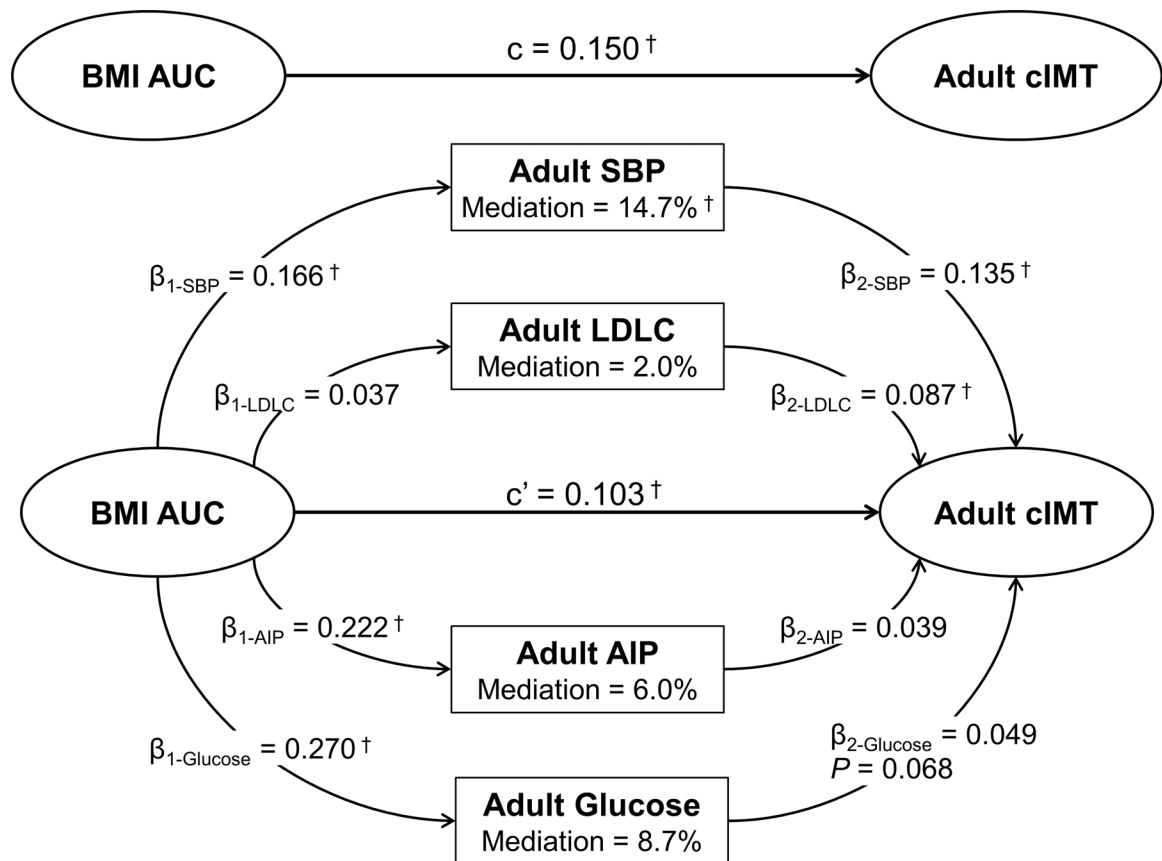 c = 0.150 †
BMI AUC
Adult cIMT
Adult SBP
Mediation = 14.7% †
β1-SBP = 0.166 †
β2-SBP = 0.135 †
Adult LDLC
Mediation = 2.0%
β1-LDLC = 0.037
β2-LDLC = 0.087 †
BMI AUC
c’ = 0.103 †
Adult cIMT
β1-AIP = 0.222 †
β2-AIP = 0.039
Adult AIP
Mediation = 6.0%
β1-Glucose = 0.270 †
β2-Glucose = 0.049
P = 0.068
Adult Glucose
Mediation = 8.7%